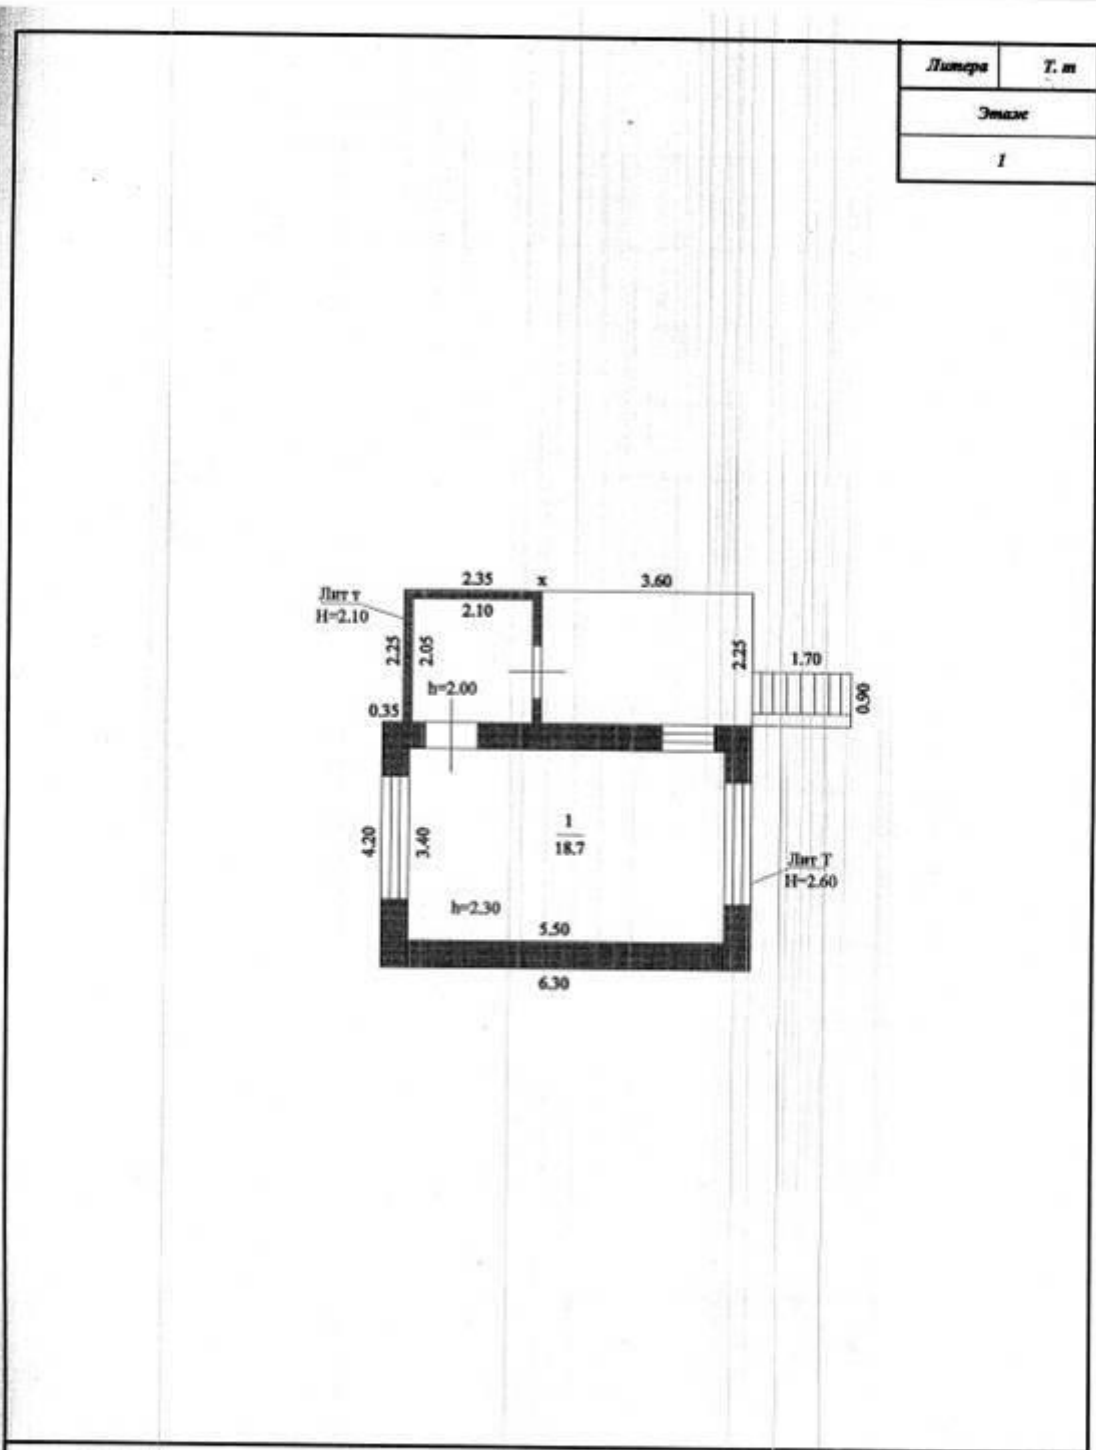 Литера Т. т
Этаж
1
2.35 х 3.60
Лит т
Н=2.10
2.10
2.25
2.05
2.25
1.70
0.90
h=2.00
0.35
4.20
3.40
1
18.7
Лит Т
Н=2.60
h=2.30
5.50
6.30